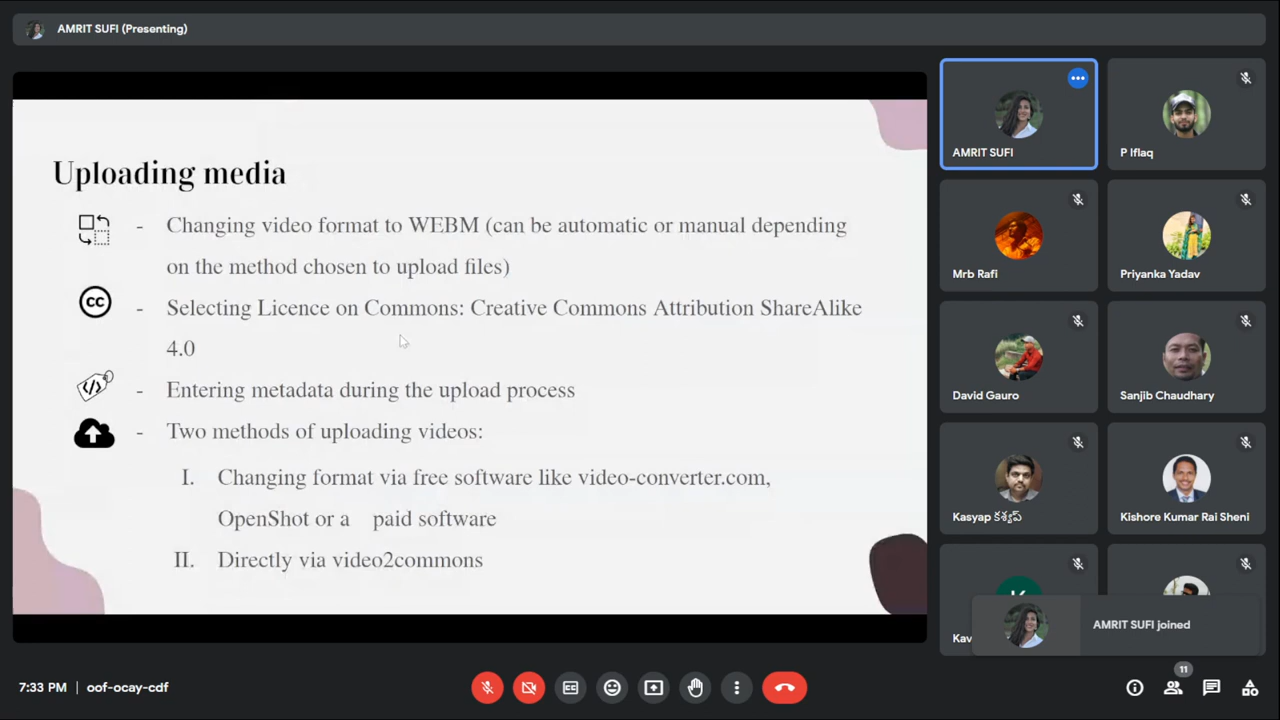 AMRIT SUFI (Presenting)
Uploading media
- Changing video format to WEBM (can be automatic or manual depending
on the method chosen to upload files)
cc
- Selecting Licence on Commons: Creative Commons Attribution ShareAlike
4.0
- Entering metadata during the upload process
- Two methods of uploading videos:
I. Changing format via free software like video-converter.com,
OpenShot or a paid software
II. Directly via video2commons
AMRIT SUFI
P Iflaq
Mrb Rafi
Priyanka Yadav
David Gauro
Sanjib Chaudhary
Kasyap కశ్యప్
Kishore Kumar Rai Sheni
K
Kav
AMRIT SUFI joined
7:33 PM | oof-ocay-cdf
CC
11